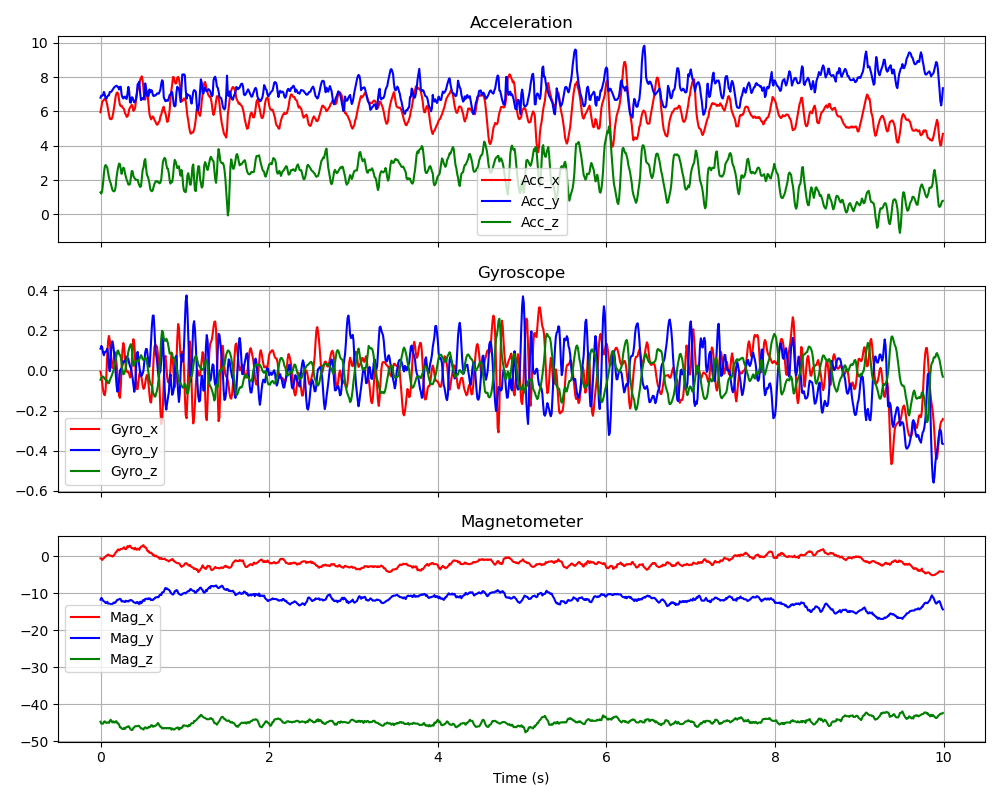 Acceleration
10
8
6
4
2
0
Acc_x
Acc_y
Acc_z
Gyroscope
0.4
0.2
0.0
−0.2
−0.4
−0.6
Gyro_x
Gyro_y
Gyro_z
Magnetometer
0
−10
−20
−30
−40
−50
Mag_x
Mag_y
Mag_z
0 2 4 6 8 10
Time (s)